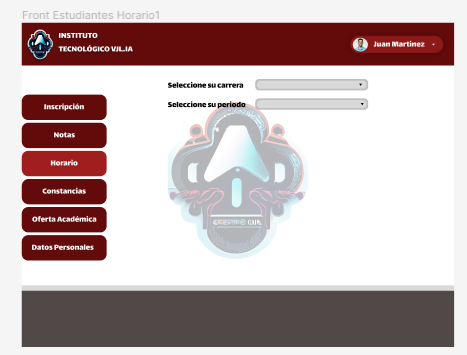 Front Estudiantes Horario1
INSTITUTO
TECNOLÓGICO VJL.IA
Juan Martinez
Seleccione su carrera
Seleccione su periodo
Inscripción
Notas
Horario
Constancias
Oferta Académica
Datos Personales